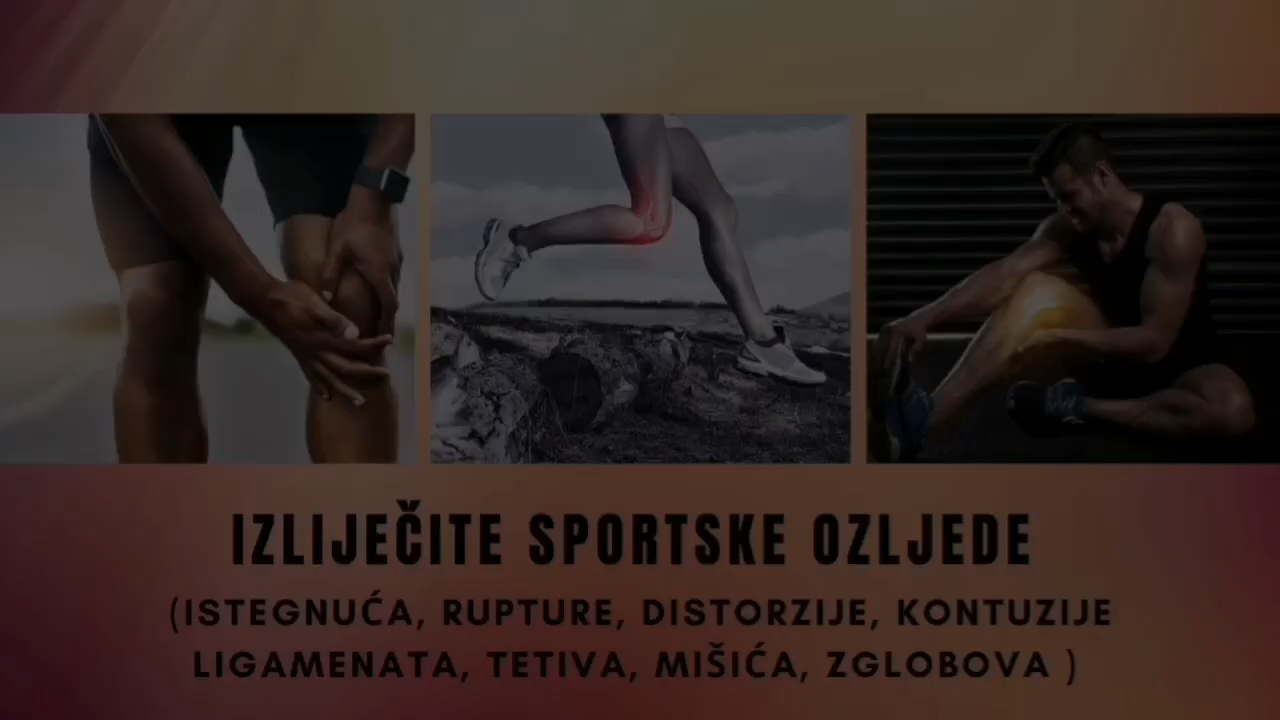 IZLIJEČITE SPORTSKE OZLJEDE
(ISTEGNUĆA, RUPTURE, DISTORZIJE, KONTUZIJE
LIGAMENATA, TETIVA, MIŠIĆA, ZGLOBOVA )